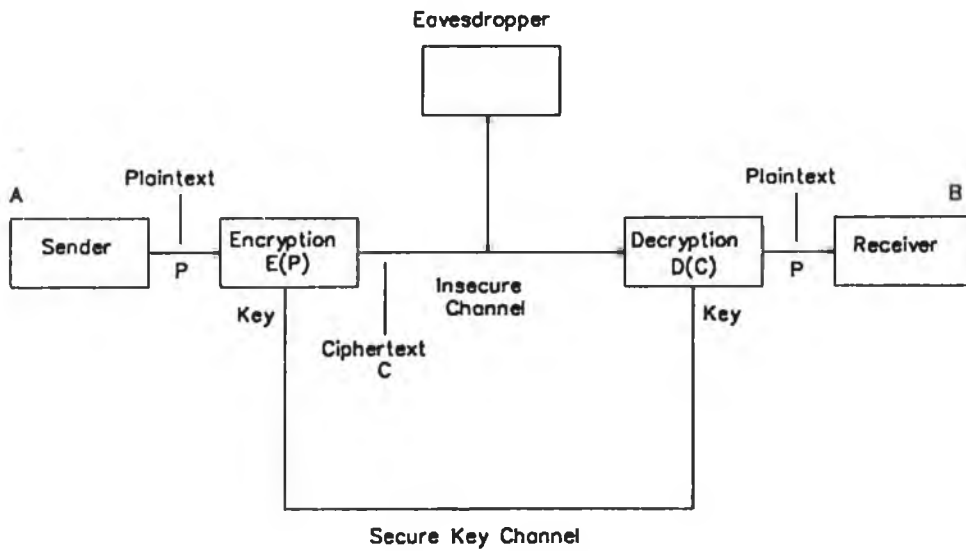 Eavesdropper
A
Plaintext
Plaintext
B
Sender
P
Encryption
E(P)
Decryption
D(C)
P
Receiver
Insecure
Channel
Key
Key
Ciphertext
C
Secure Key Channel